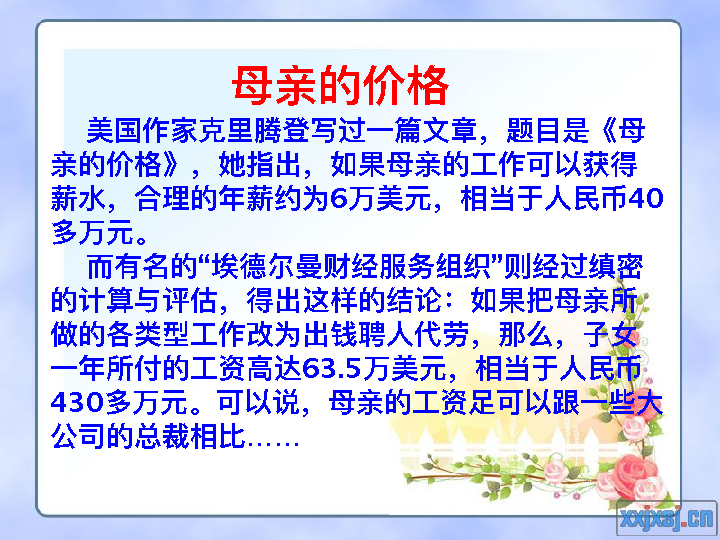 母亲的价格
美国作家克里腾登写过一篇文章，题目是《母
亲的价格》，她指出，如果母亲的工作可以获得
薪水，合理的年薪约为6万美元，相当于人民币40
多万元。
而有名的“埃德尔曼财经服务组织”则经过缜密
的计算与评估，得出这样的结论：如果把母亲所
做的各类型工作改为出钱聘人代劳，那么，子女
一年所付的工资高达63.5万美元，相当于人民币
430多万元。可以说，母亲的工资足可以跟一些大
公司的总裁相比……
xxjxsj.cn